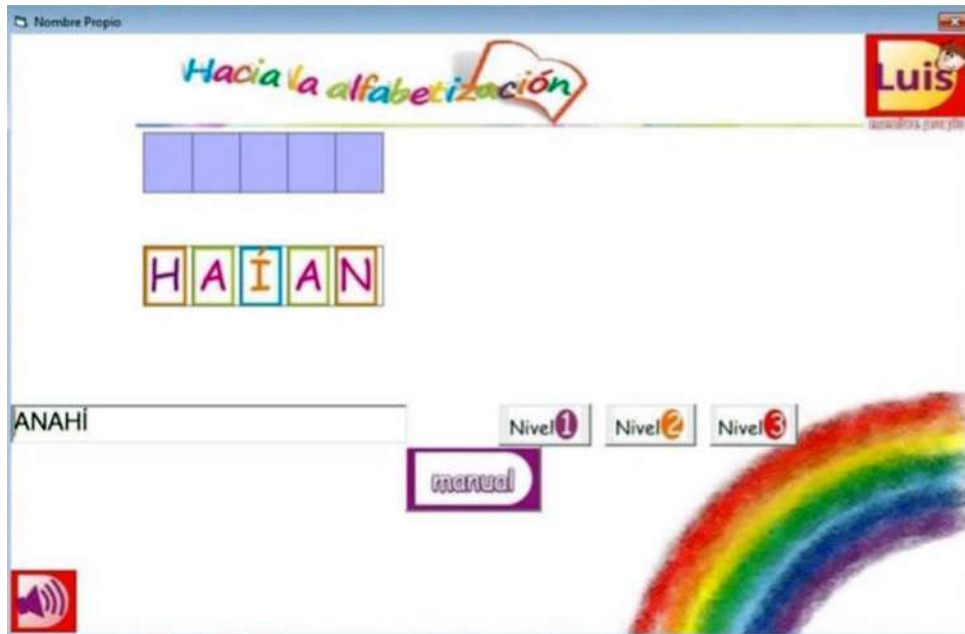 Nombre Propio
Hacia la alfabetización
Luis
H A Í A N
ANAHÍ
Nivel 1 Nivel 2 Nivel 3
manual